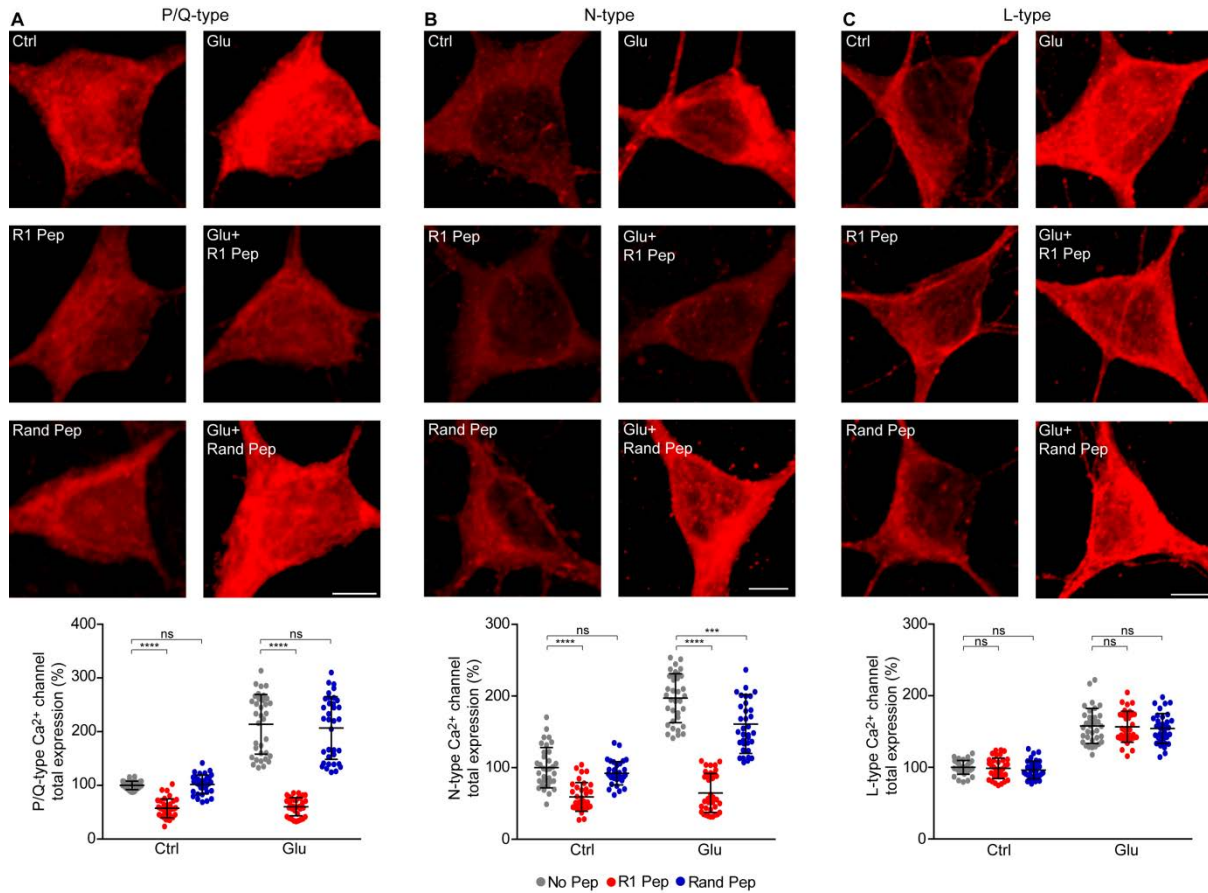 A
P/Q-type
Ctrl
Glu
R1 Pep
Glu+
R1 Pep
Rand Pep
Glu+
Rand Pep
P/Q-type Ca²⁺ channel
total expression (%)
400
300
200
100
0
ns
****
ns
****
Ctrl
Glu
B
N-type
Ctrl
Glu
R1 Pep
Glu+
R1 Pep
Rand Pep
Glu+
Rand Pep
N-type Ca²⁺ channel
total expression (%)
300
200
100
0
ns
****
***
****
Ctrl
Glu
C
L-type
Ctrl
Glu
R1 Pep
Glu+
R1 Pep
Rand Pep
Glu+
Rand Pep
L-type Ca²⁺ channel
total expression (%)
300
200
100
0
ns
ns
ns
ns
Ctrl
Glu
No Pep R1 Pep Rand Pep